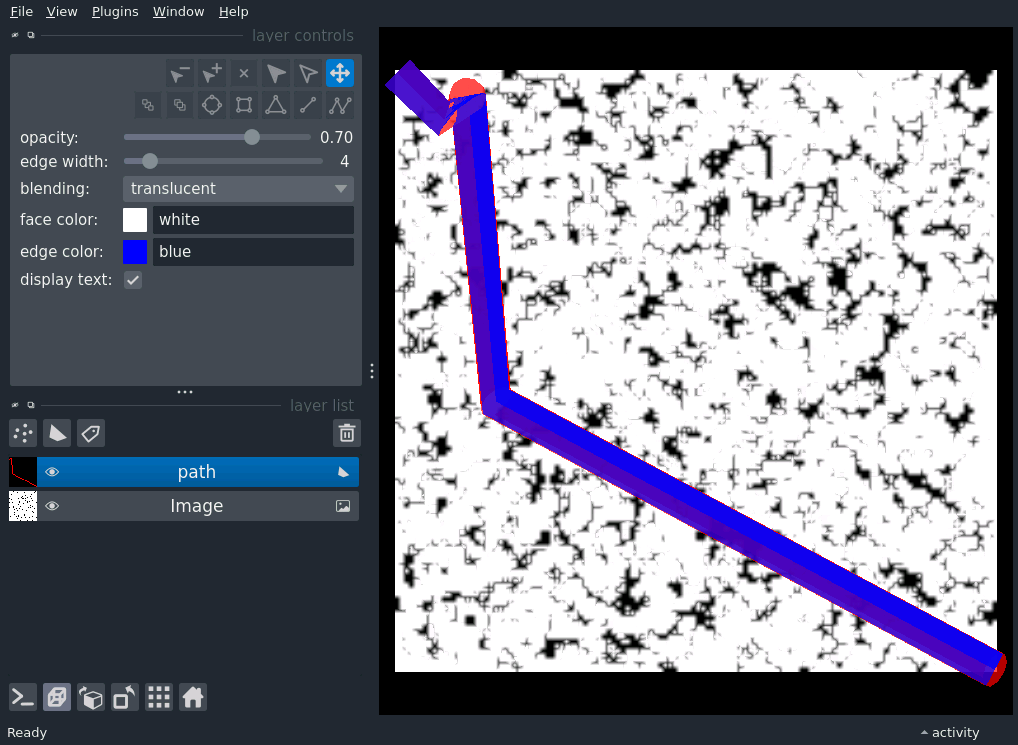 File View Plugins Window Help
layer controls
opacity: 0.70
edge width: 4
blending: translucent
face color: white
edge color: blue
display text:
layer list
path
Image
Ready activity